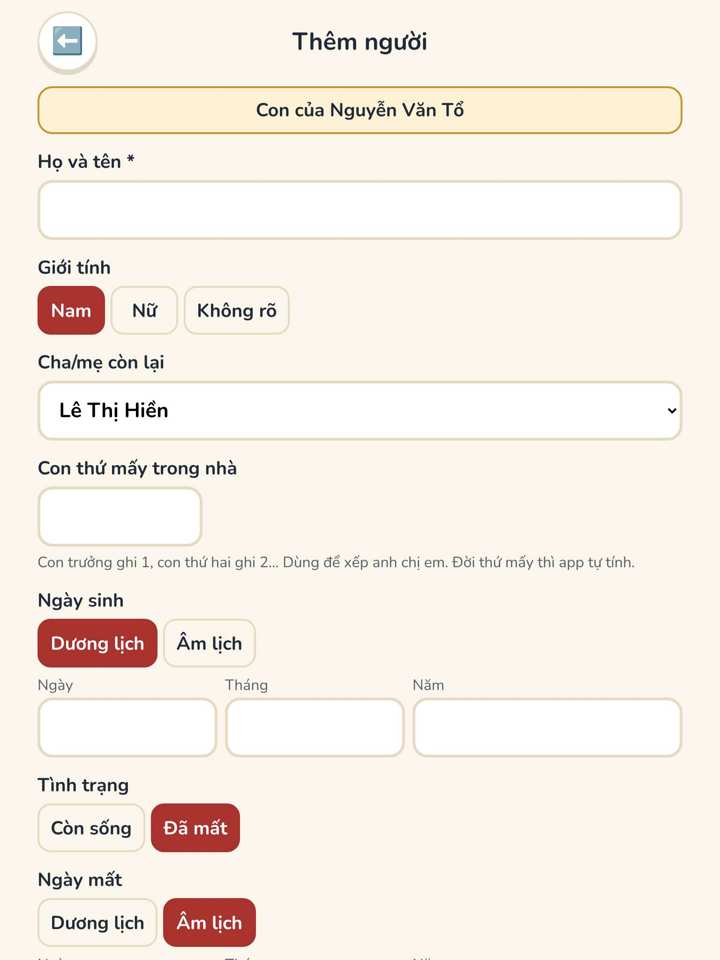 Thêm người
Con của Nguyễn Văn Tổ
Họ và tên *
Giới tính
Nam Nữ Không rõ
Cha/mẹ còn lại
Lê Thị Hiền
Con thứ mấy trong nhà
Con trưởng ghi 1, con thứ hai ghi 2... Dùng để xếp anh chị em. Đời thứ mấy thì app tự tính.
Ngày sinh
Dương lịch Âm lịch
Ngày Tháng Năm
Tình trạng
Còn sống Đã mất
Ngày mất
Dương lịch Âm lịch